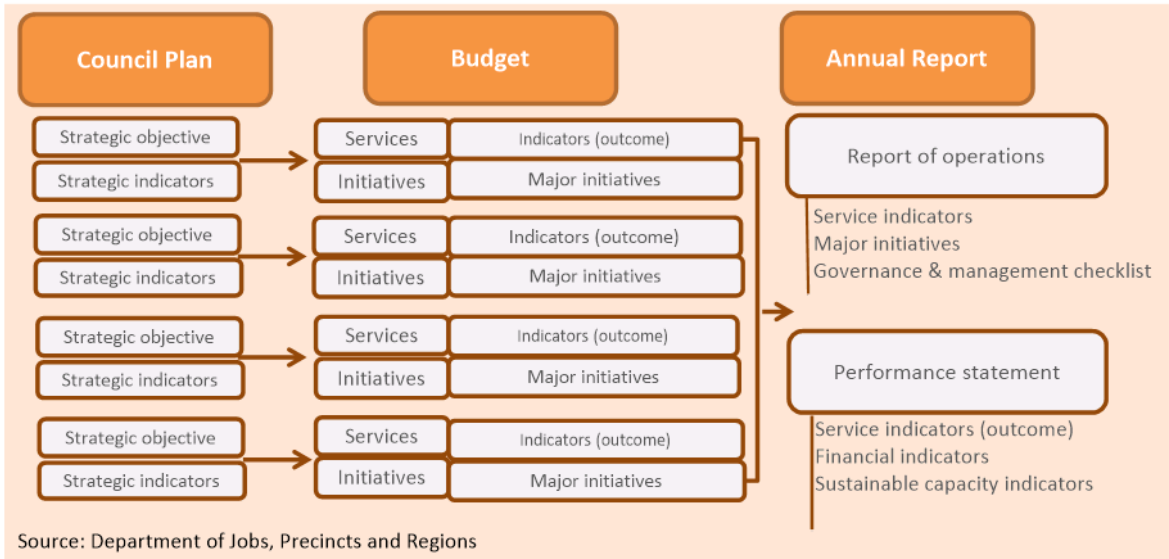 Council Plan
Budget
Annual Report
Strategic objective
Strategic indicators
Services
Indicators (outcome)
Initiatives
Major initiatives
Strategic objective
Strategic indicators
Services
Indicators (outcome)
Initiatives
Major initiatives
Strategic objective
Strategic indicators
Services
Indicators (outcome)
Initiatives
Major initiatives
Strategic objective
Strategic indicators
Services
Indicators (outcome)
Initiatives
Major initiatives
Report of operations
Service indicators
Major initiatives
Governance & management checklist
Performance statement
Service indicators (outcome)
Financial indicators
Sustainable capacity indicators
Source: Department of Jobs, Precincts and Regions